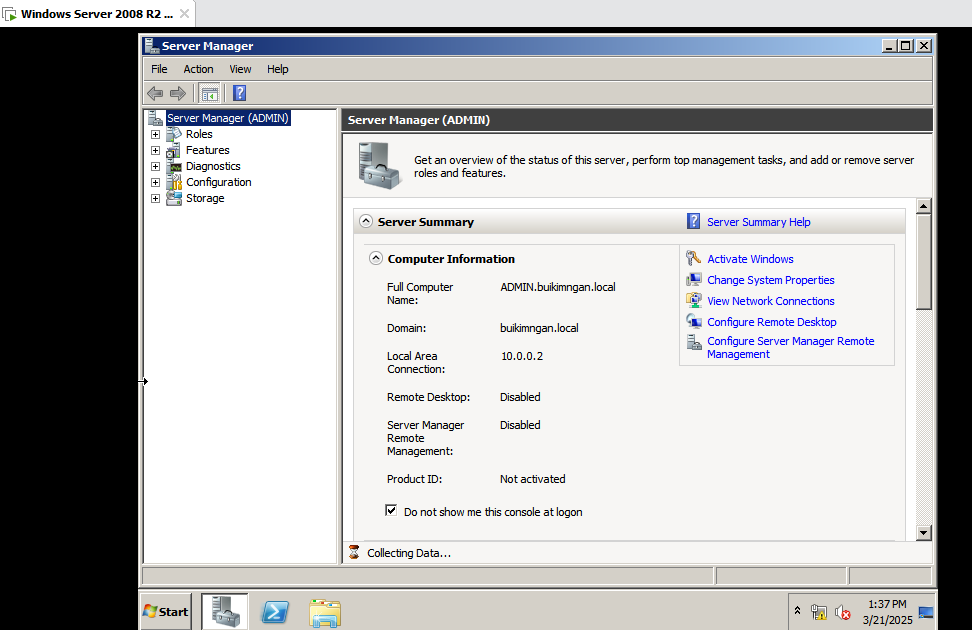 Windows Server 2008 R2 ...
Server Manager
File Action View Help
Server Manager (ADMIN)
Roles
Features
Diagnostics
Configuration
Storage
Server Manager (ADMIN)
Get an overview of the status of this server, perform top management tasks, and add or remove server
roles and features.
Server Summary
Server Summary Help
Computer Information
Full Computer
Name:
ADMIN.buikimngan.local
Domain:
buikimngan.local
Local Area
Connection:
10.0.0.2
Remote Desktop:
Disabled
Server Manager
Remote
Management:
Disabled
Product ID:
Not activated
Do not show me this console at logon
Activate Windows
Change System Properties
View Network Connections
Configure Remote Desktop
Configure Server Manager Remote
Management
Collecting Data...
Start
1:37 PM
3/21/2025